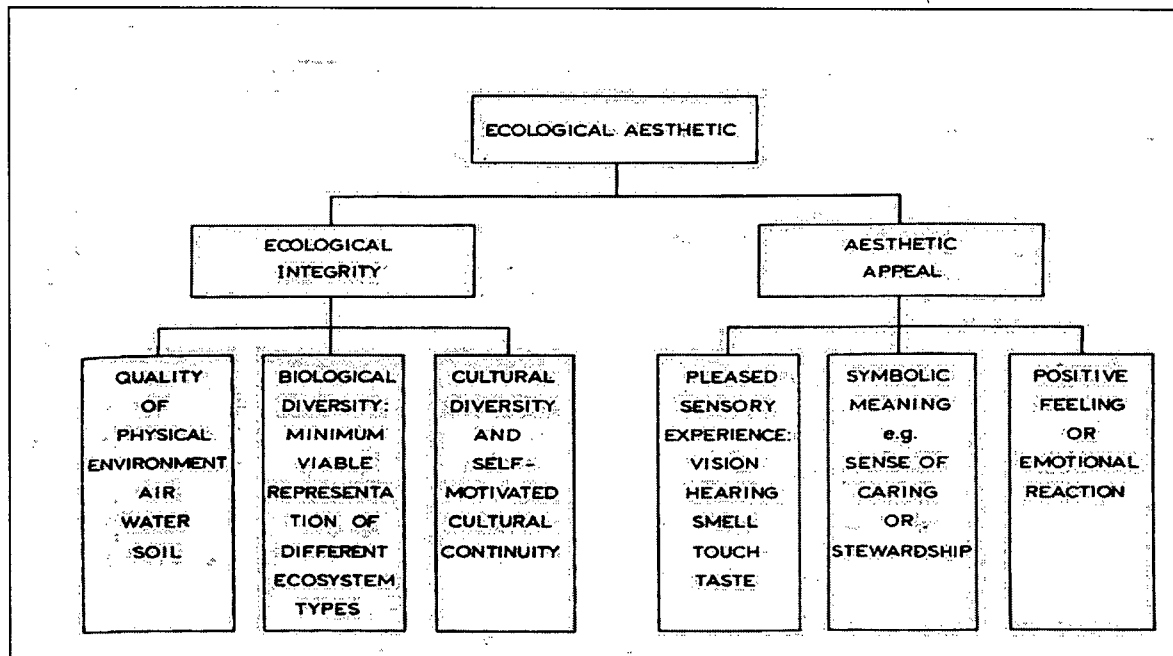 ECOLOGICAL AESTHETIC
ECOLOGICAL
INTEGRITY
AESTHETIC
APPEAL
QUALITY
OF
PHYSICAL
ENVIRONMENT
AIR
WATER
SOIL
BIOLOGICAL
DIVERSITY:
MINIMUM
VIABLE
REPRESENTA
TION OF
DIFFERENT
ECOSYSTEM
TYPES
CULTURAL
DIVERSITY
AND
SELF-
MOTIVATED
CULTURAL
CONTINUITY
PLEASED
SENSORY
EXPERIENCE:
VISION
HEARING
SMELL
TOUCH
TASTE
SYMBOLIC
MEANING
e.g.
SENSE OF
CARING
OR
STEWARDSHIP
POSITIVE
FEELING
OR
EMOTIONAL
REACTION